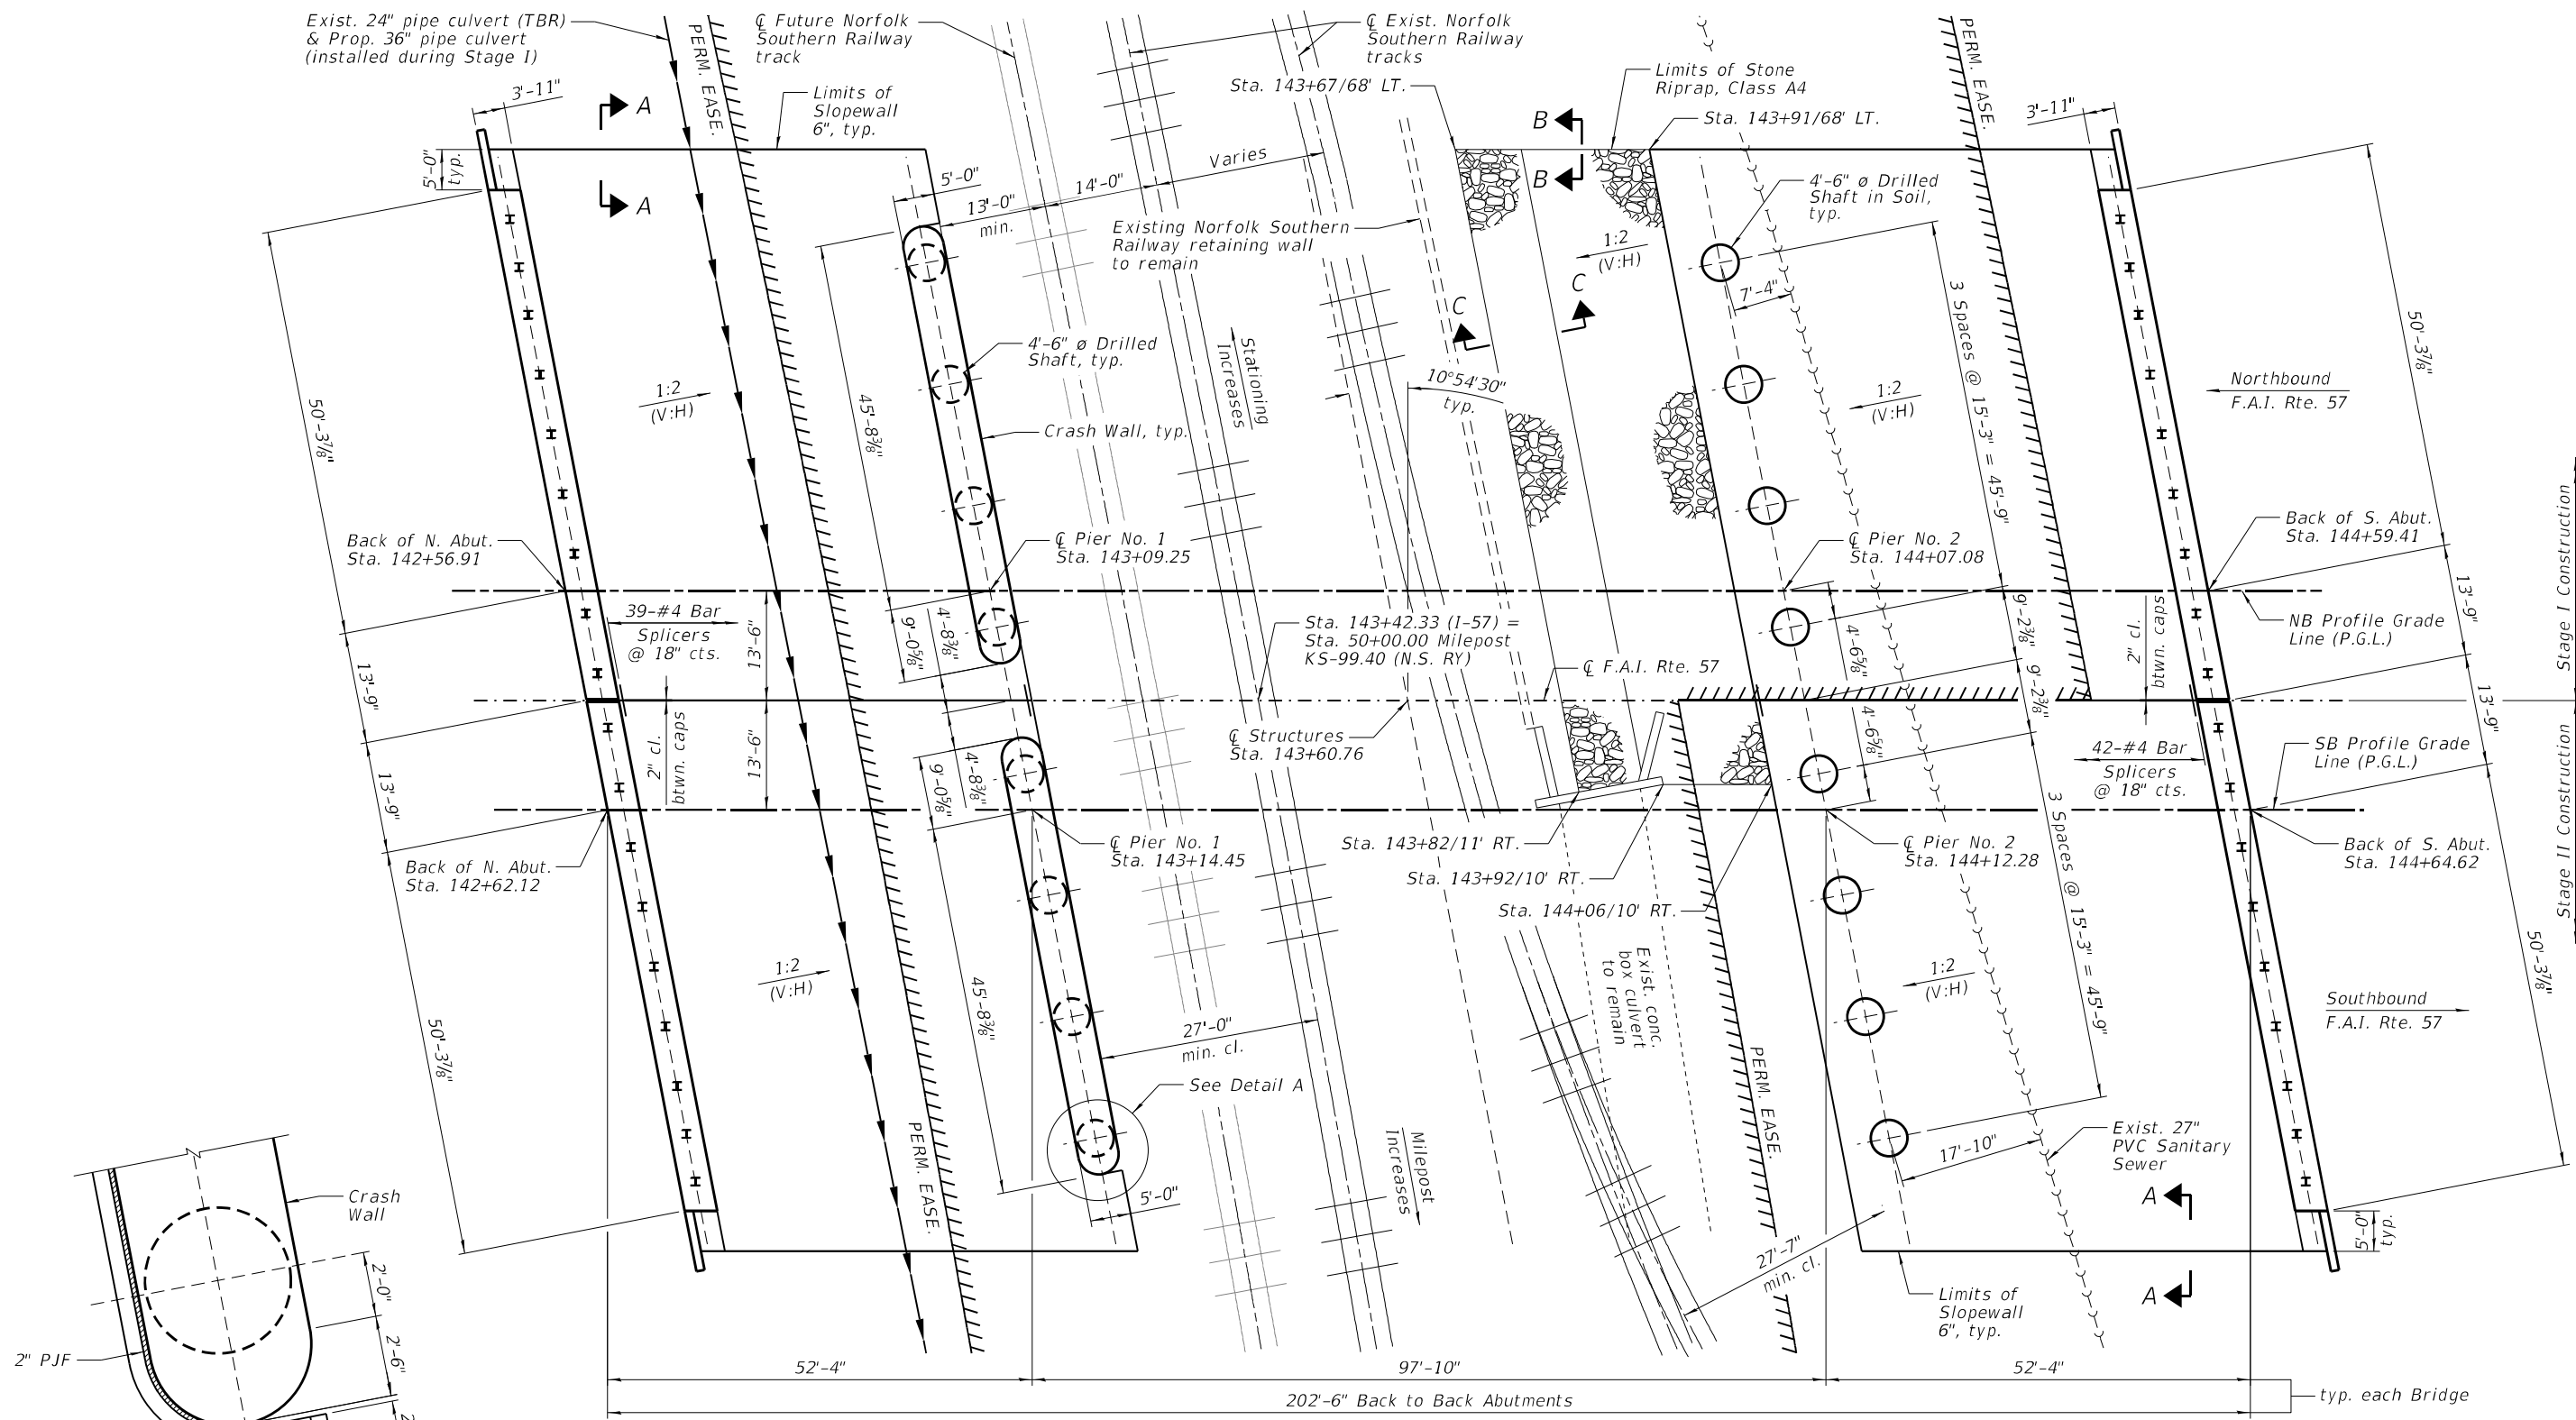 Exist. 24" pipe culvert (TBR)
& Prop. 36" pipe culvert
(installed during Stage I)
PERM. EASE.
℄ Future Norfolk
Southern Railway
track
℄ Exist. Norfolk
Southern Railway
tracks
PERM. EASE.
3'-11"
A
A
Limits of
Slopewall
6", typ.
Sta. 143+67/68' LT.
Limits of Stone
Riprap, Class A4
B
B
Sta. 143+91/68' LT.
3'-11"
5'-0"
typ.
5'-0"
13'-0"
min.
14'-0"
Varies
Existing Norfolk Southern
Railway retaining wall
to remain
1:2
(V:H)
4'-6" ø Drilled
Shaft in Soil,
typ.
7'-4"
C
C
3 Spaces @ 15'-3" = 45'-9"
50'-3⅞"
50'-3⅞"
45'-8⅜"
4'-6" ø Drilled
Shaft, typ.
Crash Wall, typ.
Stationing
Increases
10°54'30"
typ.
1:2
(V:H)
1:2
(V:H)
Northbound
F.A.I. Rte. 57
Back of N. Abut.
Sta. 142+56.91
℄ Pier No. 1
Sta. 143+09.25
℄ Pier No. 2
Sta. 144+07.08
Back of S. Abut.
Sta. 144+59.41
Stage I Construction
39-#4 Bar
Splicers
@ 18" cts.
13'-6"
13'-6"
2" cl.
btwn. caps
4'-8⅜"
9'-0⅝"
Sta. 143+42.33 (I-57) =
Sta. 50+00.00 Milepost
KS-99.40 (N.S. RY)
℄ F.A.I. Rte. 57
9'-2⅜"
9'-2⅜"
4'-6⅝"
4'-6⅝"
2" cl.
btwn. caps
NB Profile Grade
Line (P.G.L.)
13'-9"
13'-9"
13'-9"
13'-9"
℄ Structures
Sta. 143+60.76
4'-8⅜"
9'-0⅝"
42-#4 Bar
Splicers
@ 18" cts.
SB Profile Grade
Line (P.G.L.)
Back of N. Abut.
Sta. 142+62.12
℄ Pier No. 1
Sta. 143+14.45
Sta. 143+82/11' RT.
Sta. 143+92/10' RT.
Sta. 144+06/10' RT.
℄ Pier No. 2
Sta. 144+12.28
Back of S. Abut.
Sta. 144+64.62
Stage II Construction
3 Spaces @ 15'-3" = 45'-9"
1:2
(V:H)
45'-8⅜"
27'-0"
min. cl.
Exist. conc.
box culvert
to remain
1:2
(V:H)
Southbound
F.A.I. Rte. 57
50'-3⅞"
50'-3⅞"
See Detail A
PERM. EASE.
PERM. EASE.
5'-0"
Milepost
Increases
17'-10"
Exist. 27"
PVC Sanitary
Sewer
A
A
5'-0"
typ.
27'-7"
min. cl.
Limits of
Slopewall
6", typ.
Crash
Wall
2'-0"
2'-6"
2" PJF
52'-4"
97'-10"
52'-4"
202'-6" Back to Back Abutments
typ. each Bridge